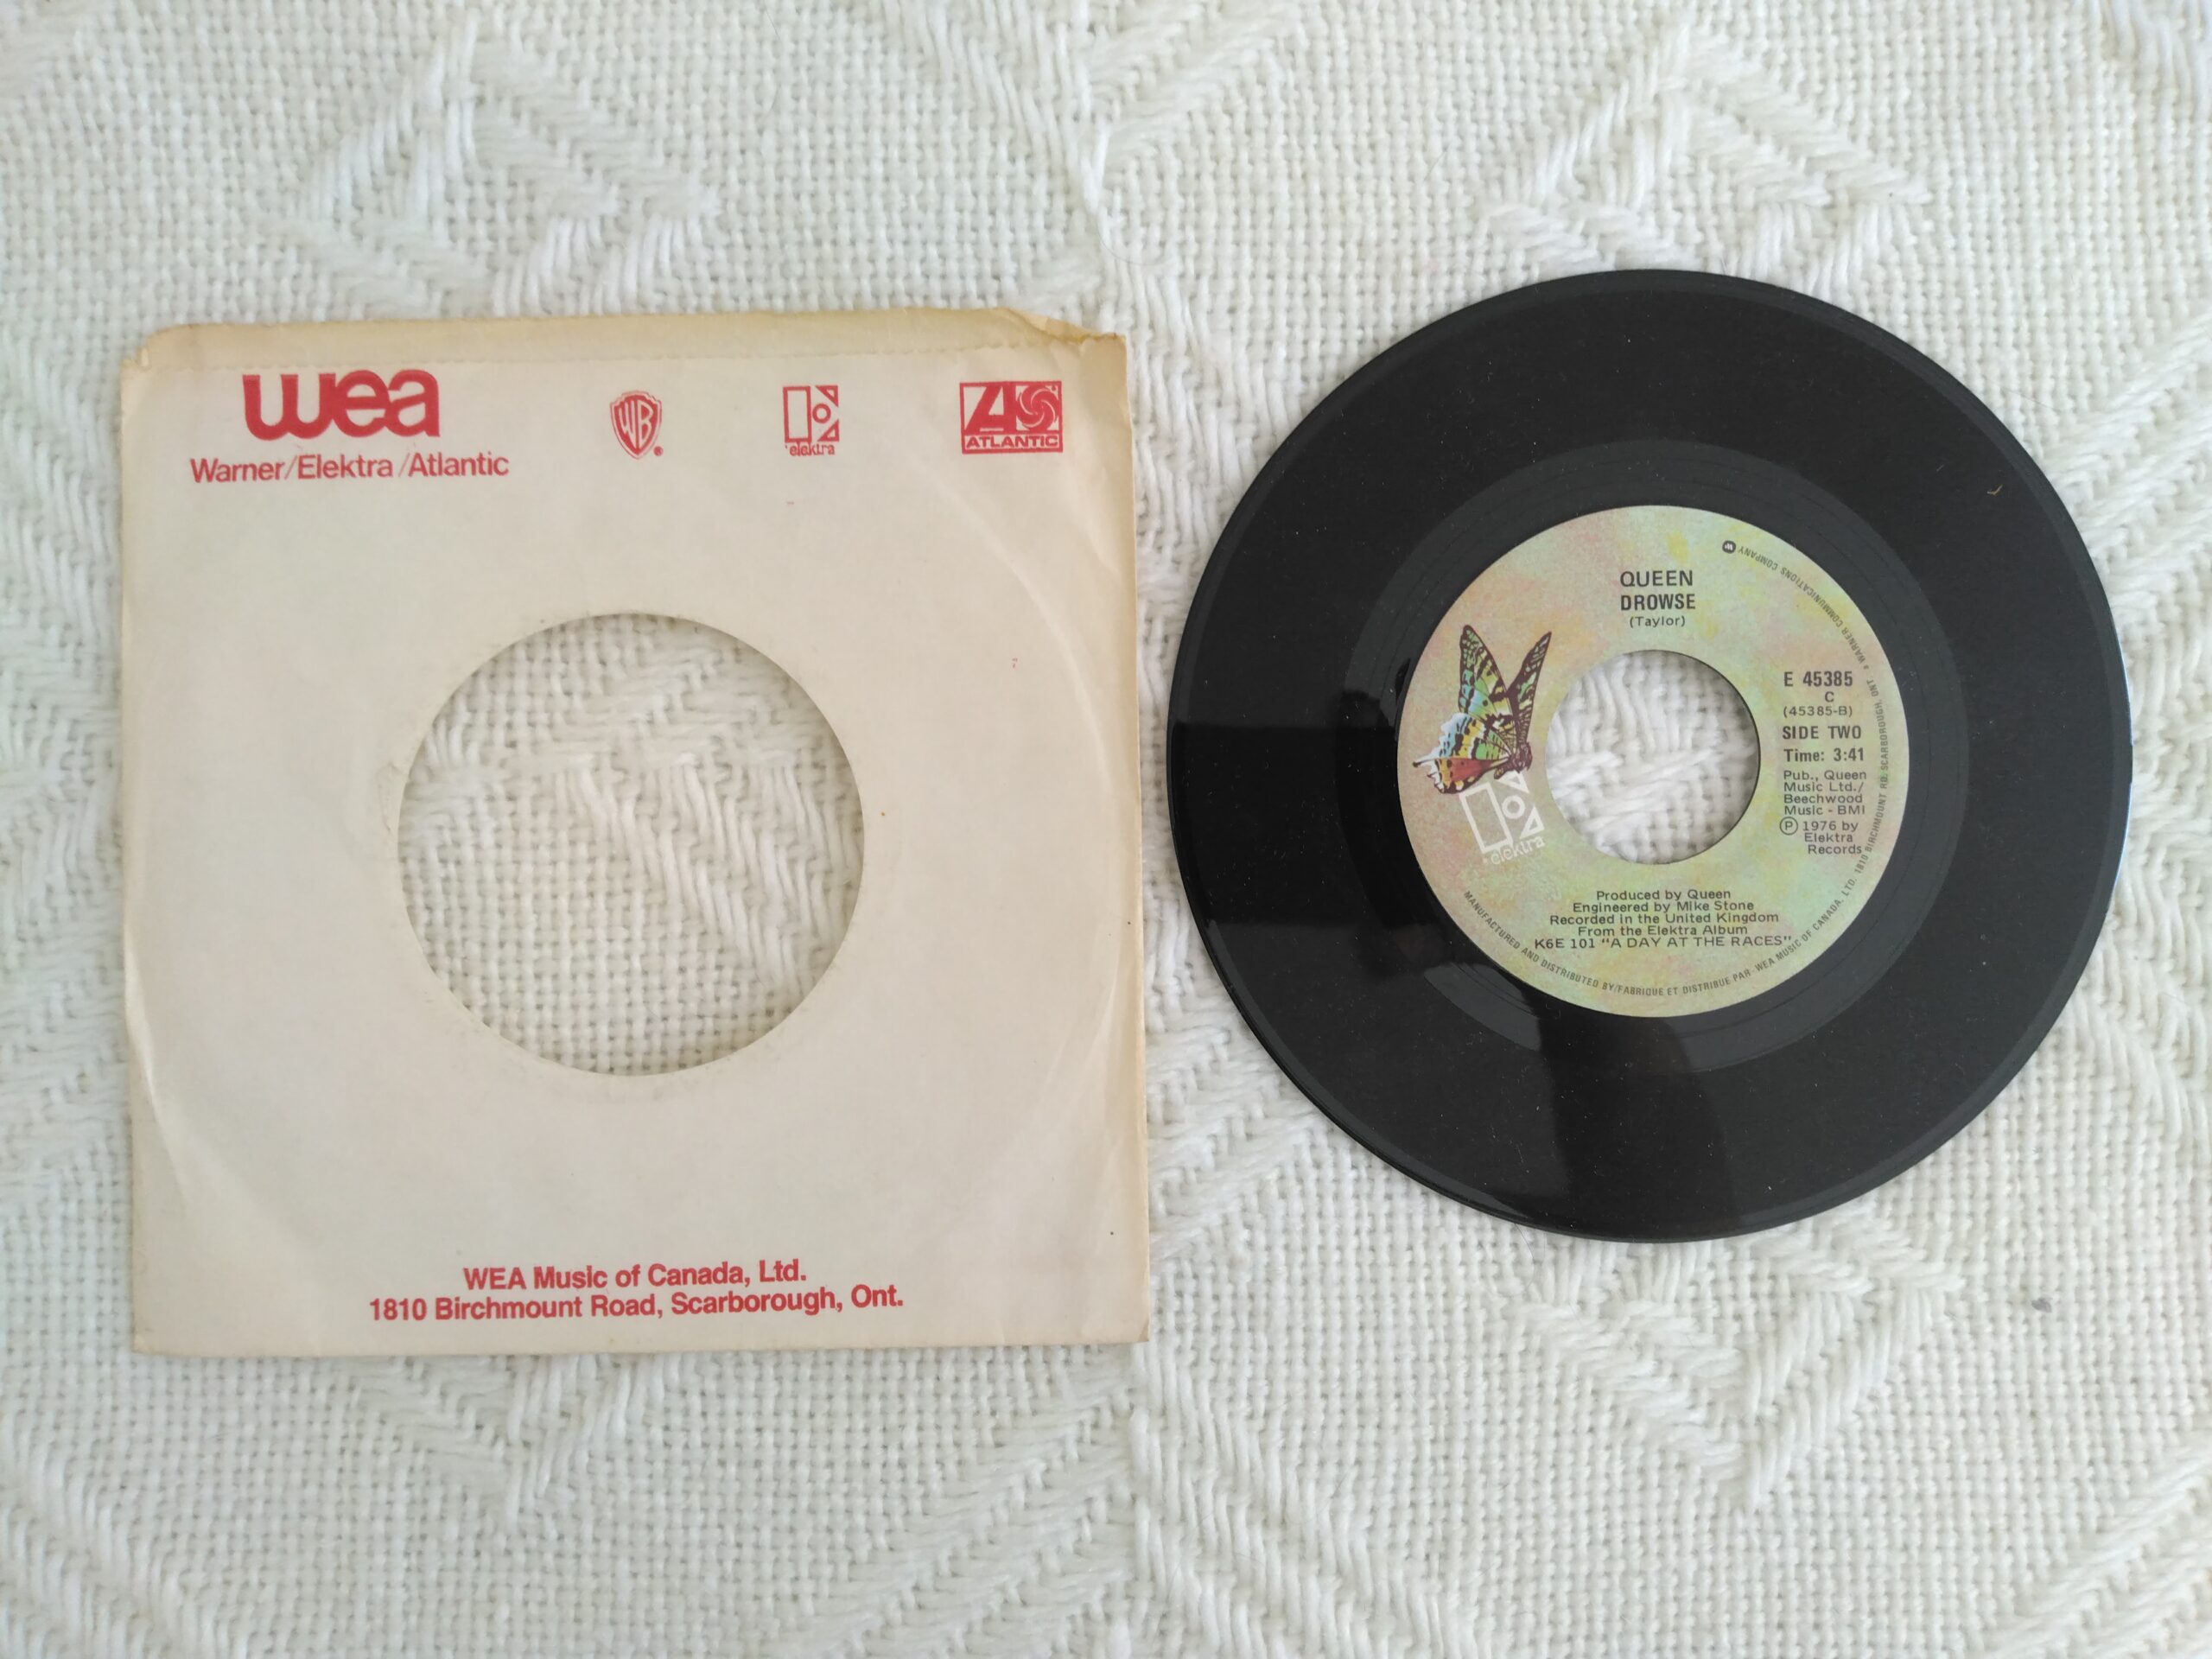 wea
Warner/Elektra/Atlantic
WB®
elektra
ATLANTIC
WEA Music of Canada, Ltd.
1810 Birchmount Road, Scarborough, Ont.
QUEEN
DROWSE
(Taylor)
E 45385
C
(45385-B)
SIDE TWO
Time: 3:41
Pub., Queen
Music Ltd./
Beechwood
Music - BMI
Ⓟ 1976 by
Elektra
Records
elektra
Produced by Queen
Engineered by Mike Stone
Recorded in the United Kingdom
From the Elektra Album
K6E 101 “A DAY AT THE RACES”
MANUFACTURED AND DISTRIBUTED BY/FABRIQUE ET DISTRIBUE PAR · WEA MUSIC OF CANADA, LTD. 1810 BIRCHMOUNT RD. SCARBOROUGH, ONT. A WARNER COMMUNICATIONS COMPANY